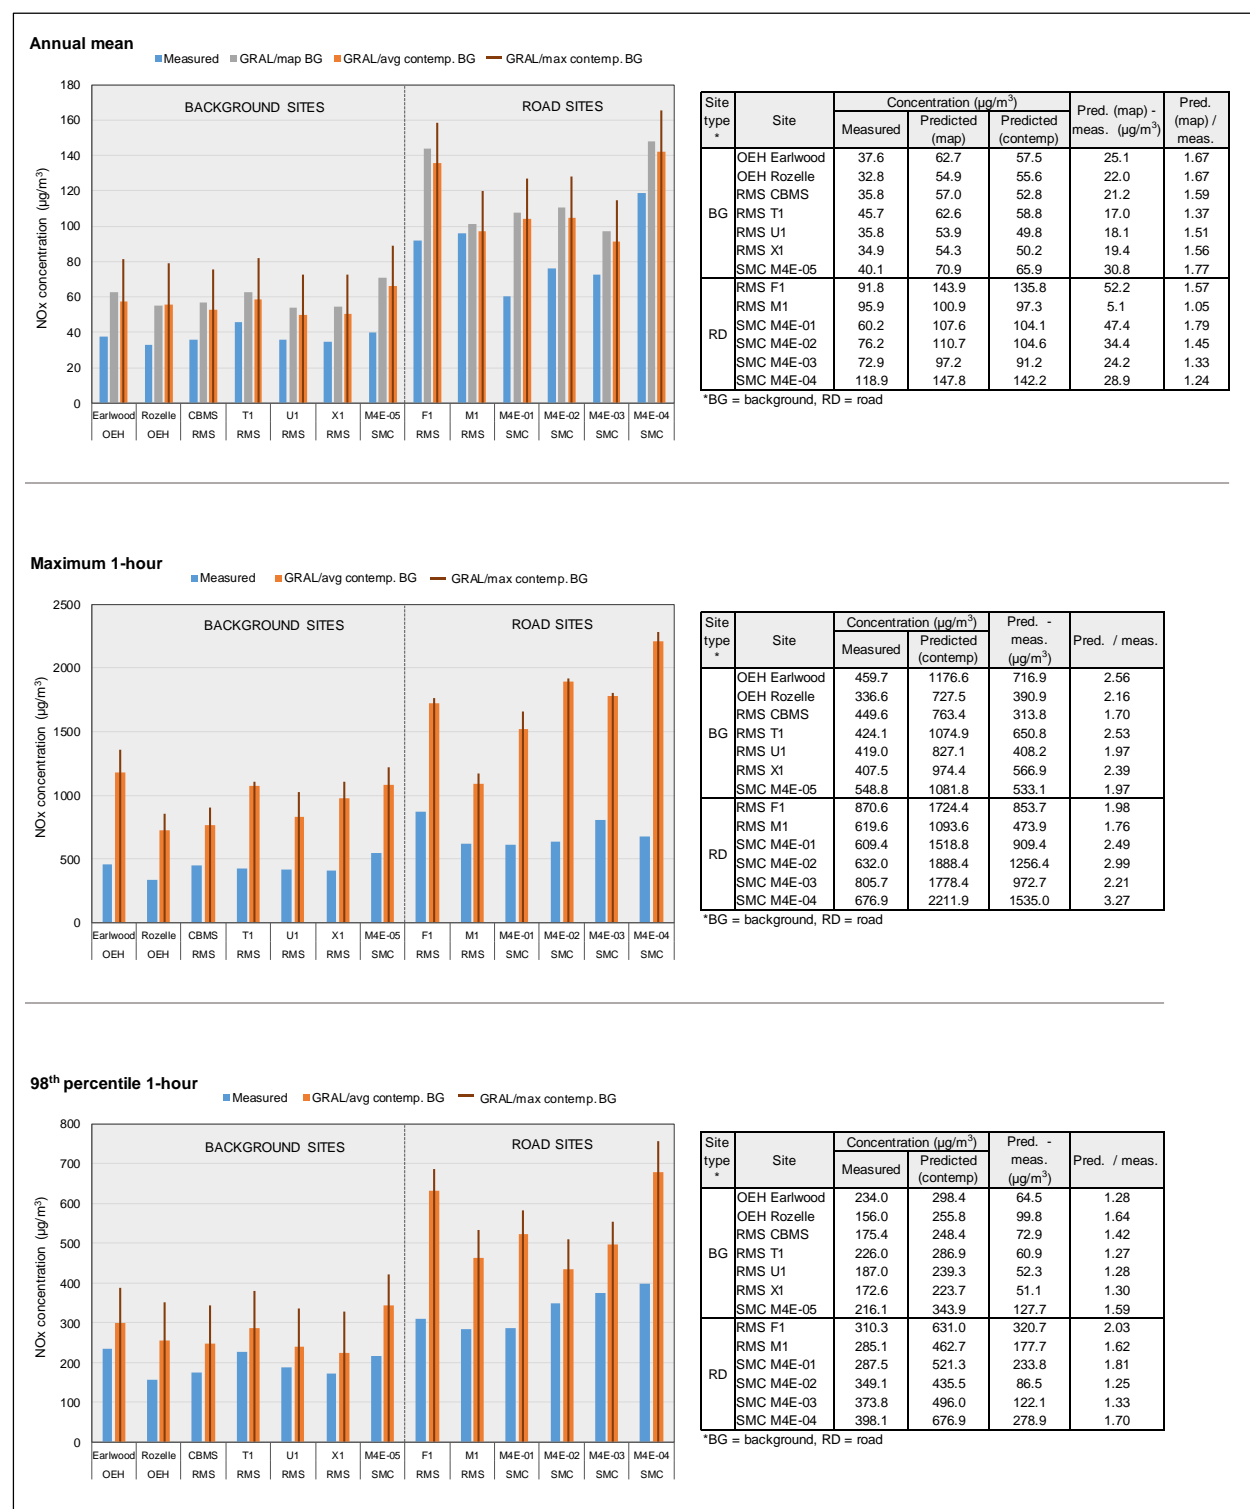 Annual mean
Measured GRAL/map BG GRAL/avg contemp. BG GRAL/max contemp. BG
NOx concentration (µg/m³)
180
160
140
120
100
80
60
40
20
0
BACKGROUND SITES ROAD SITES
Earlwood Rozelle CBMS T1 U1 X1 M4E-05 F1 M1 M4E-01 M4E-02 M4E-03 M4E-04
OEH OEH RMS RMS RMS RMS SMC RMS RMS SMC SMC SMC SMC
Site type * Site Concentration (µg/m³) Pred. (map) - meas. (µg/m³) Pred. (map) / meas.
Measured Predicted (map) Predicted (contemp)
BG
OEH Earlwood 37.6 62.7 57.5 25.1 1.67
OEH Rozelle 32.8 54.9 55.6 22.0 1.67
RMS CBMS 35.8 57.0 52.8 21.2 1.59
RMS T1 45.7 62.6 58.8 17.0 1.37
RMS U1 35.8 53.9 49.8 18.1 1.51
RMS X1 34.9 54.3 50.2 19.4 1.56
SMC M4E-05 40.1 70.9 65.9 30.8 1.77
RD
RMS F1 91.8 143.9 135.8 52.2 1.57
RMS M1 95.9 100.9 97.3 5.1 1.05
SMC M4E-01 60.2 107.6 104.1 47.4 1.79
SMC M4E-02 76.2 110.7 104.6 34.4 1.45
SMC M4E-03 72.9 97.2 91.2 24.2 1.33
SMC M4E-04 118.9 147.8 142.2 28.9 1.24
*BG = background, RD = road
Maximum 1-hour
Measured GRAL/avg contemp. BG GRAL/max contemp. BG
NOx concentration (µg/m³)
2500
2000
1500
1000
500
0
BACKGROUND SITES ROAD SITES
Earlwood Rozelle CBMS T1 U1 X1 M4E-05 F1 M1 M4E-01 M4E-02 M4E-03 M4E-04
OEH OEH RMS RMS RMS RMS SMC RMS RMS SMC SMC SMC SMC
Site type * Site Concentration (µg/m³) Pred. - meas. (µg/m³) Pred. / meas.
Measured Predicted (contemp)
BG
OEH Earlwood 459.7 1176.6 716.9 2.56
OEH Rozelle 336.6 727.5 390.9 2.16
RMS CBMS 449.6 763.4 313.8 1.70
RMS T1 424.1 1074.9 650.8 2.53
RMS U1 419.0 827.1 408.2 1.97
RMS X1 407.5 974.4 566.9 2.39
SMC M4E-05 548.8 1081.8 533.1 1.97
RD
RMS F1 870.6 1724.4 853.7 1.98
RMS M1 619.6 1093.6 473.9 1.76
SMC M4E-01 609.4 1518.8 909.4 2.49
SMC M4E-02 632.0 1888.4 1256.4 2.99
SMC M4E-03 805.7 1778.4 972.7 2.21
SMC M4E-04 676.9 2211.9 1535.0 3.27
*BG = background, RD = road
98th percentile 1-hour
Measured GRAL/avg contemp. BG GRAL/max contemp. BG
NOx concentration (µg/m³)
800
700
600
500
400
300
200
100
0
BACKGROUND SITES ROAD SITES
Earlwood Rozelle CBMS T1 U1 X1 M4E-05 F1 M1 M4E-01 M4E-02 M4E-03 M4E-04
OEH OEH RMS RMS RMS RMS SMC RMS RMS SMC SMC SMC SMC
Site type * Site Concentration (µg/m³) Pred. - meas. (µg/m³) Pred. / meas.
Measured Predicted (contemp)
BG
OEH Earlwood 234.0 298.4 64.5 1.28
OEH Rozelle 156.0 255.8 99.8 1.64
RMS CBMS 175.4 248.4 72.9 1.42
RMS T1 226.0 286.9 60.9 1.27
RMS U1 187.0 239.3 52.3 1.28
RMS X1 172.6 223.7 51.1 1.30
SMC M4E-05 216.1 343.9 127.7 1.59
RD
RMS F1 310.3 631.0 320.7 2.03
RMS M1 285.1 462.7 177.7 1.62
SMC M4E-01 287.5 521.3 233.8 1.81
SMC M4E-02 349.1 435.5 86.5 1.25
SMC M4E-03 373.8 496.0 122.1 1.33
SMC M4E-04 398.1 676.9 278.9 1.70
*BG = background, RD = road